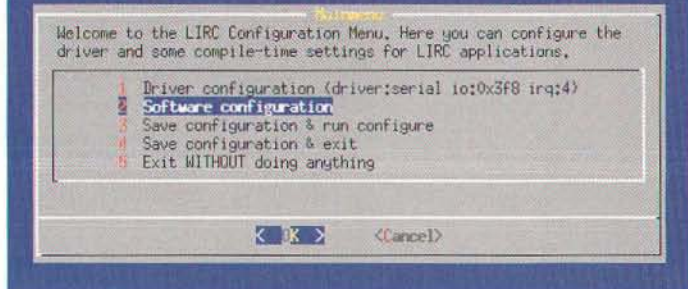 Mainmenu
Welcome to the LIRC Configuration Menu. Here you can configure the
driver and some compile-time settings for LIRC applications.
1 Driver configuration (driver:serial io:0x3f8 irq:4)
2 Software configuration
3 Save configuration & run configure
4 Save configuration & exit
5 Exit WITHOUT doing anything
< OK > <Cancel>